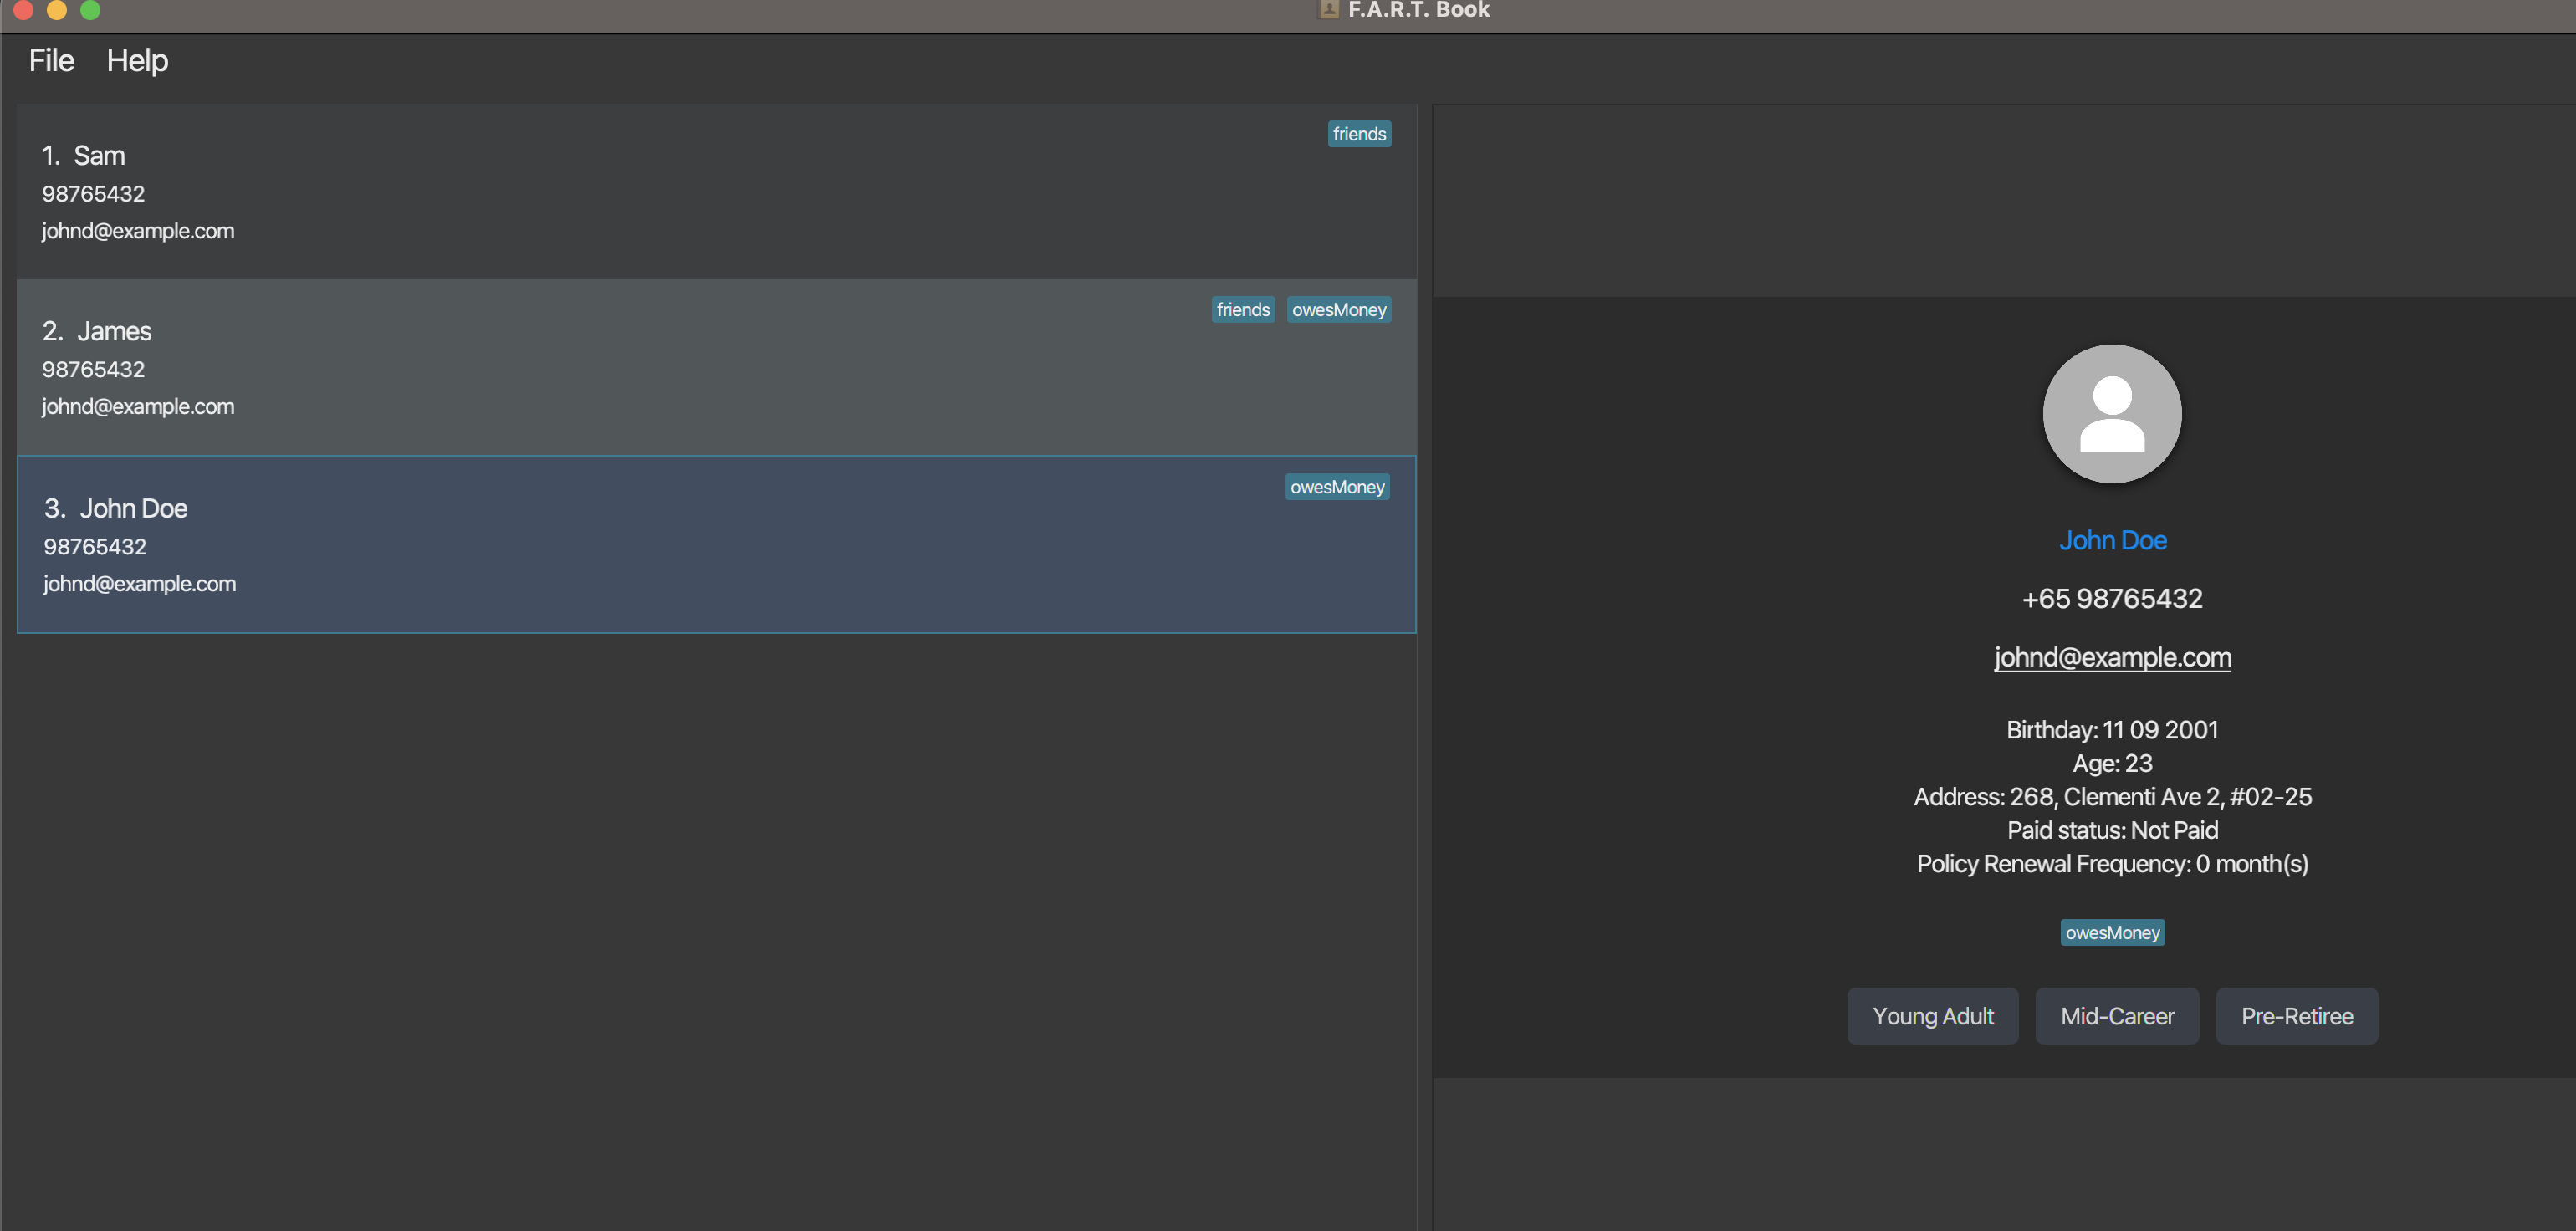 F.A.R.T. Book
File Help
friends
1. Sam
98765432
johnd@example.com
friends owesMoney
2. James
98765432
johnd@example.com
owesMoney
3. John Doe
98765432
johnd@example.com
John Doe
+65 98765432
johnd@example.com
Birthday: 11 09 2001
Age: 23
Address: 268, Clementi Ave 2, #02-25
Paid status: Not Paid
Policy Renewal Frequency: 0 month(s)
owesMoney
Young Adult Mid-Career Pre-Retiree